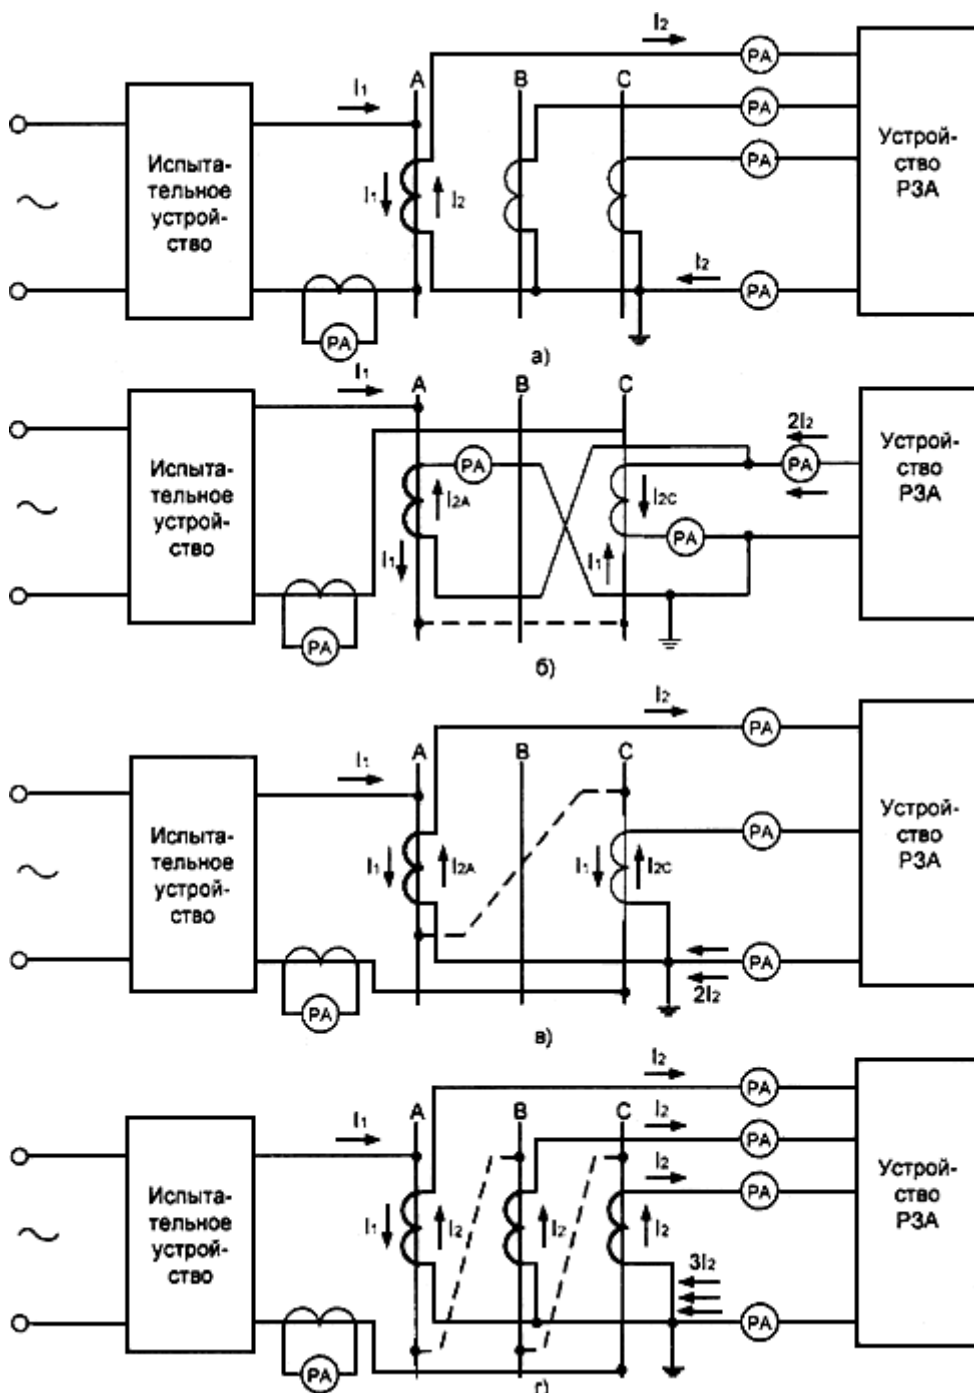 I₂
PA
A
B
C
I₁
PA
Испыта-
тельное
устрой-
ство
I₁
I₂
PA
Устрой-
ство
РЗА
I₂
PA
PA
а)
I₁
A
B
C
2I₂
Испыта-
тельное
устрой-
ство
PA
PA
Устрой-
ство
РЗА
I₂A
I₂C
PA
I₁
I₁
PA
б)
I₂
PA
I₁
A
B
C
Испыта-
тельное
устрой-
ство
PA
Устрой-
ство
РЗА
I₁
I₂A
I₁
I₂C
PA
2I₂
PA
в)
I₂
PA
I₁
A
B
C
I₂
PA
I₂
PA
Испыта-
тельное
устрой-
ство
Устрой-
ство
РЗА
I₁
I₂
I₂
I₂
3I₂
PA
PA
г)